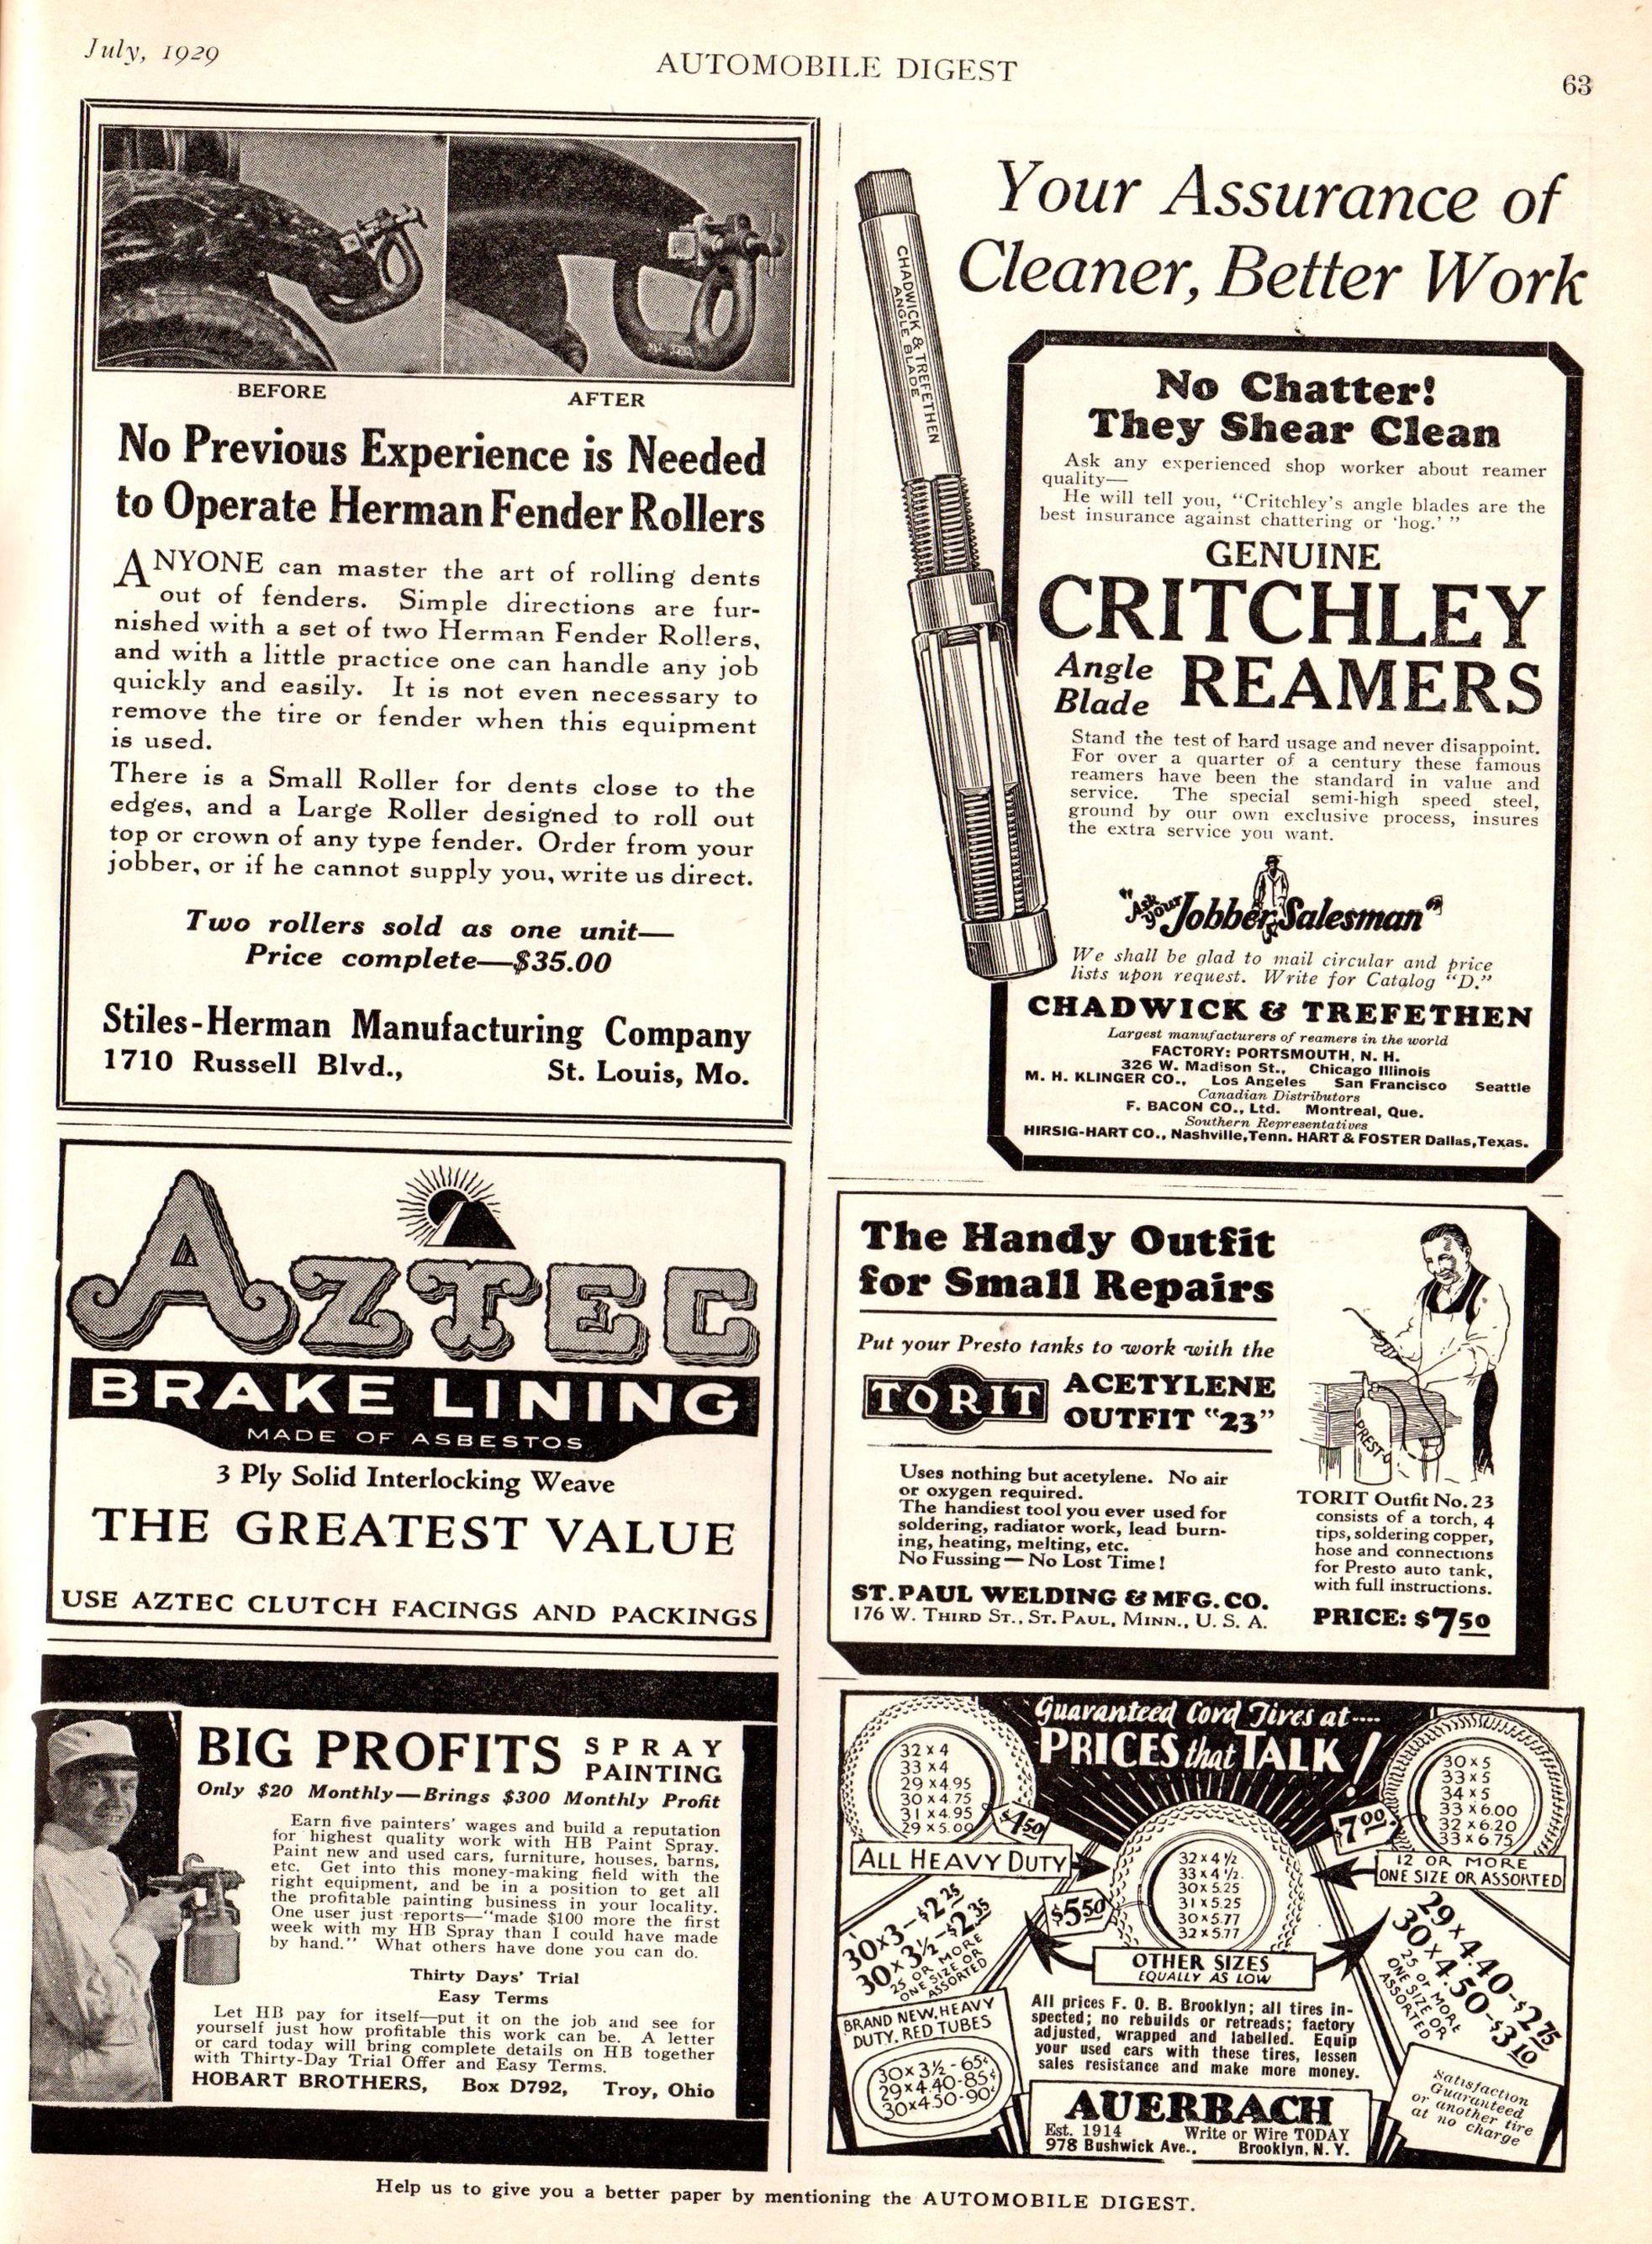 July, 1929
AUTOMOBILE DIGEST
63
BEFORE
AFTER
No Previous Experience is Needed
to Operate Herman Fender Rollers
ANYONE can master the art of rolling dents
out of fenders. Simple directions are fur-
nished with a set of two Herman Fender Rollers,
and with a little practice one can handle any job
quickly and easily. It is not even necessary to
remove the tire or fender when this equipment
is used.
There is a Small Roller for dents close to the
edges, and a Large Roller designed to roll out
top or crown of any type fender. Order from your
jobber, or if he cannot supply you, write us direct.
Two rollers sold as one unit—
Price complete—$35.00
Stiles-Herman Manufacturing Company
1710 Russell Blvd., St. Louis, Mo.
AZTEC
BRAKE LINING
MADE OF ASBESTOS
3 Ply Solid Interlocking Weave
THE GREATEST VALUE
USE AZTEC CLUTCH FACINGS AND PACKINGS
BIG PROFITS SPRAY
PAINTING
Only $20 Monthly—Brings $300 Monthly Profit
Earn five painters' wages and build a reputation
for highest quality work with HB Paint Spray.
Paint new and used cars, furniture, houses, barns,
etc. Get into this money-making field with the
right equipment, and be in a position to get all
the profitable painting business in your locality.
One user just reports—"made $100 more the first
week with my HB Spray than I could have made
by hand." What others have done you can do.
Thirty Days' Trial
Easy Terms
Let HB pay for itself—put it on the job and see for
yourself just how profitable this work can be. A letter
or card today will bring complete details on HB together
with Thirty-Day Trial Offer and Easy Terms.
HOBART BROTHERS, Box D792, Troy, Ohio
Your Assurance of
Cleaner, Better Work
CHADWICK & TREFETHEN
ANGLE BLADE
No Chatter!
They Shear Clean
Ask any experienced shop worker about reamer
quality—
He will tell you, "Critchley's angle blades are the
best insurance against chattering or 'hog.' "
GENUINE
CRITCHLEY
Angle
Blade REAMERS
Stand the test of hard usage and never disappoint.
For over a quarter of a century these famous
reamers have been the standard in value and
service. The special semi-high speed steel,
ground by our own exclusive process, insures
the extra service you want.
"Ask your Jobber Salesman"
We shall be glad to mail circular and price
lists upon request. Write for Catalog "D."
CHADWICK & TREFETHEN
Largest manufacturers of reamers in the world
FACTORY: PORTSMOUTH, N. H.
326 W. Madison St., Chicago Illinois
M. H. KLINGER CO., Los Angeles San Francisco Seattle
Canadian Distributors
F. BACON CO., Ltd. Montreal, Que.
Southern Representatives
HIRSIG-HART CO., Nashville, Tenn. HART & FOSTER Dallas, Texas.
The Handy Outfit
for Small Repairs
Put your Presto tanks to work with the
TORIT ACETYLENE
OUTFIT "23"
Uses nothing but acetylene. No air
or oxygen required.
The handiest tool you ever used for
soldering, radiator work, lead burn-
ing, heating, melting, etc.
No Fussing—No Lost Time!
ST. PAUL WELDING & MFG. CO.
176 W. THIRD ST., ST. PAUL, MINN., U. S. A.
PRESTO
TORIT Outfit No. 23
consists of a torch, 4
tips, soldering copper,
hose and connections
for Presto auto tank,
with full instructions.
PRICE: $7 50
Guaranteed Cord Tires at....
PRICES that TALK!
32 x 4
33 x 4
29 x 4.95
30 x 4.75
31 x 4.95
29 x 5.00
$4.50
ALL HEAVY DUTY
30 x 5
33 x 5
34 x 5
33 x 6.00
32 x 6.20
33 x 6.75
$7.00
12 OR MORE
ONE SIZE OR ASSORTED
32 x 4 1/2
33 x 4 1/2
30 x 5.25
31 x 5.25
30 x 5.77
32 x 5.77
$5.50
OTHER SIZES
EQUALLY AS LOW
30x3-$2.25
30x3½-$2.35
25 OR MORE
ONE SIZE OR
ASSORTED
29x4.40-$2.75
30x4.50-$3.10
25 OR MORE
ONE SIZE OR
ASSORTED
BRAND NEW, HEAVY
DUTY, RED TUBES
30x3½-65¢
29x4.40-85¢
30x4.50-90¢
All prices F. O. B. Brooklyn; all tires in-
spected; no rebuilds or retreads; factory
adjusted, wrapped and labelled. Equip
your used cars with these tires, lessen
sales resistance and make more money.
AUERBACH
Est. 1914 Write or Wire TODAY
978 Bushwick Ave., Brooklyn, N. Y.
Satisfaction
Guaranteed
or another tire
at no charge
Help us to give you a better paper by mentioning the AUTOMOBILE DIGEST.